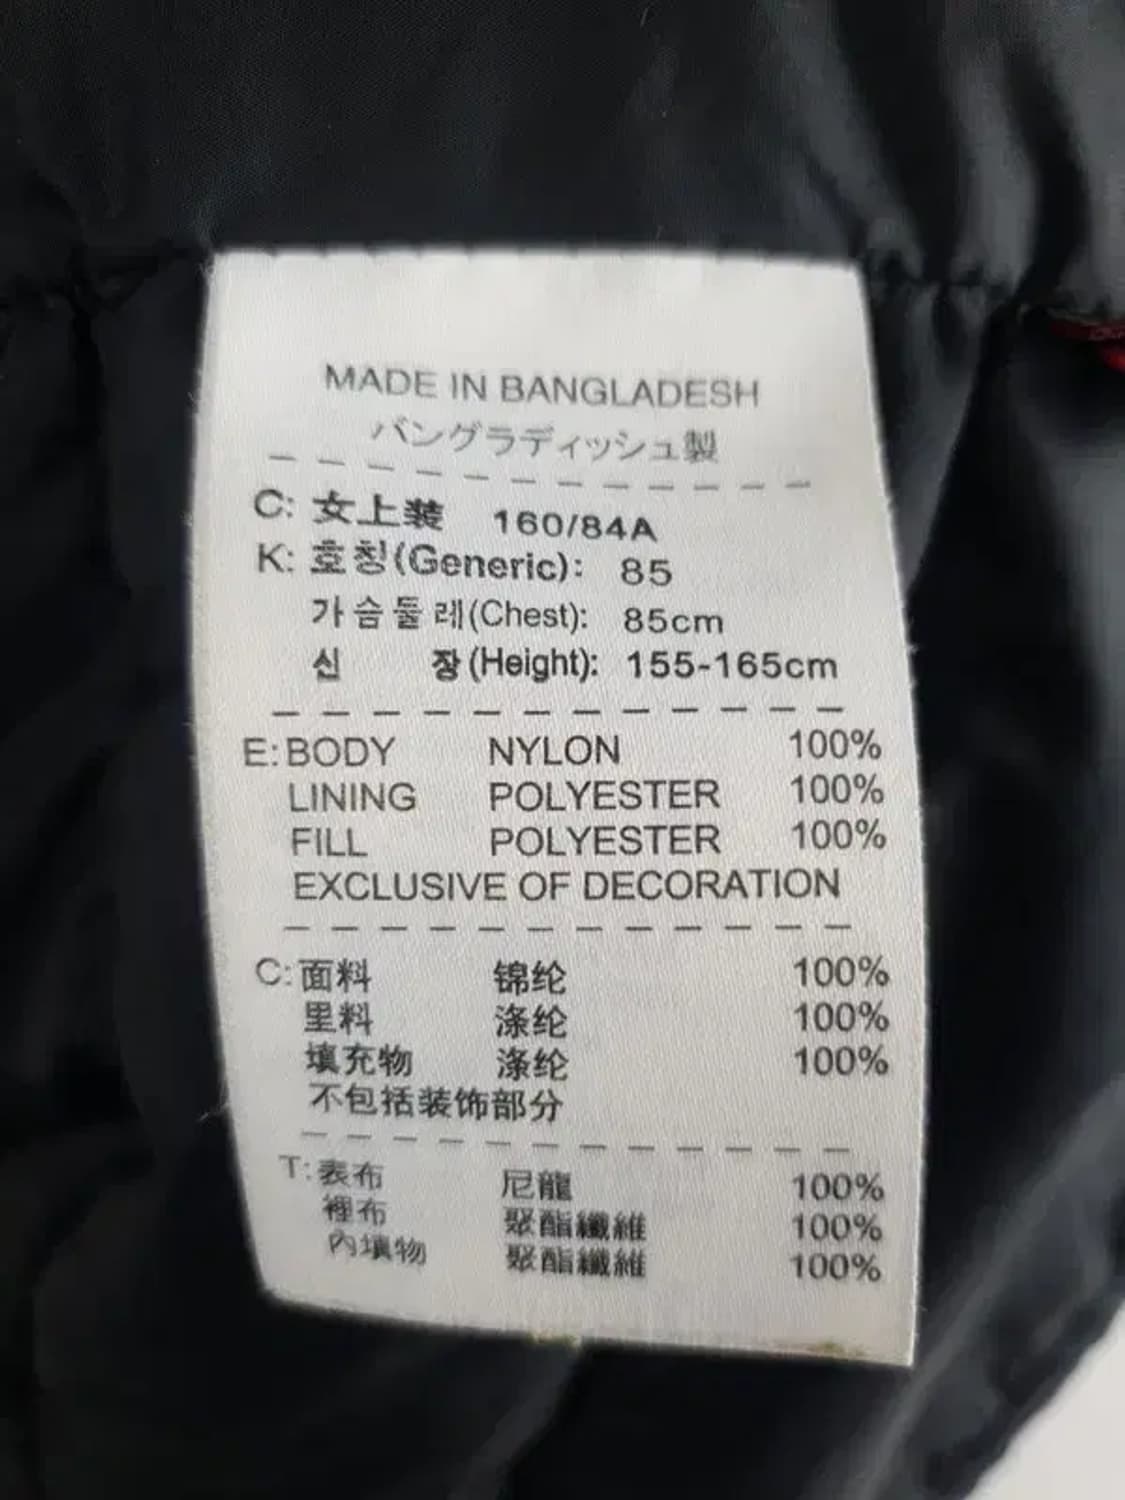 MADE IN BANGLADESH
バングラディッシュ製
C: 女上装 160/84A
K: 호칭(Generic): 85
가슴둘레(Chest): 85cm
신 장(Height): 155-165cm
E: BODY NYLON 100%
LINING POLYESTER 100%
FILL POLYESTER 100%
EXCLUSIVE OF DECORATION
C: 面料 锦纶 100%
里料 涤纶 100%
填充物 涤纶 100%
不包括装饰部分
T: 表布 尼龍 100%
裡布 聚酯纖維 100%
內填物 聚酯纖維 100%